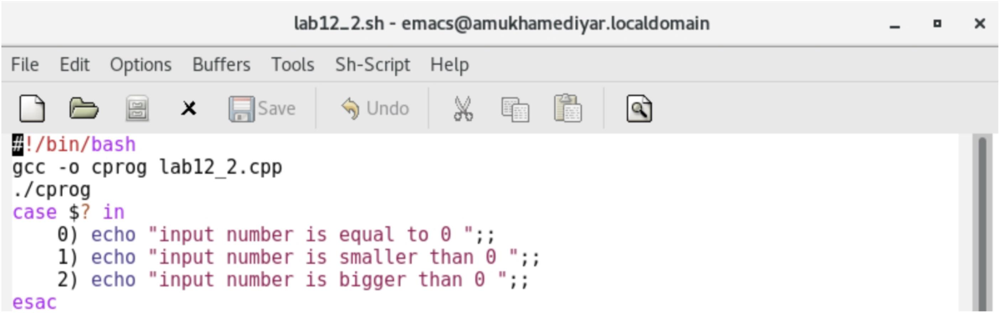 lab12_2.sh - emacs@amukhamediyar.localdomain
File Edit Options Buffers Tools Sh-Script Help
Save Undo
#!/bin/bash
gcc -o cprog lab12_2.cpp
./cprog
case $? in
    0) echo "input number is equal to 0 ";;
    1) echo "input number is smaller than 0 ";;
    2) echo "input number is bigger than 0 ";;
esac